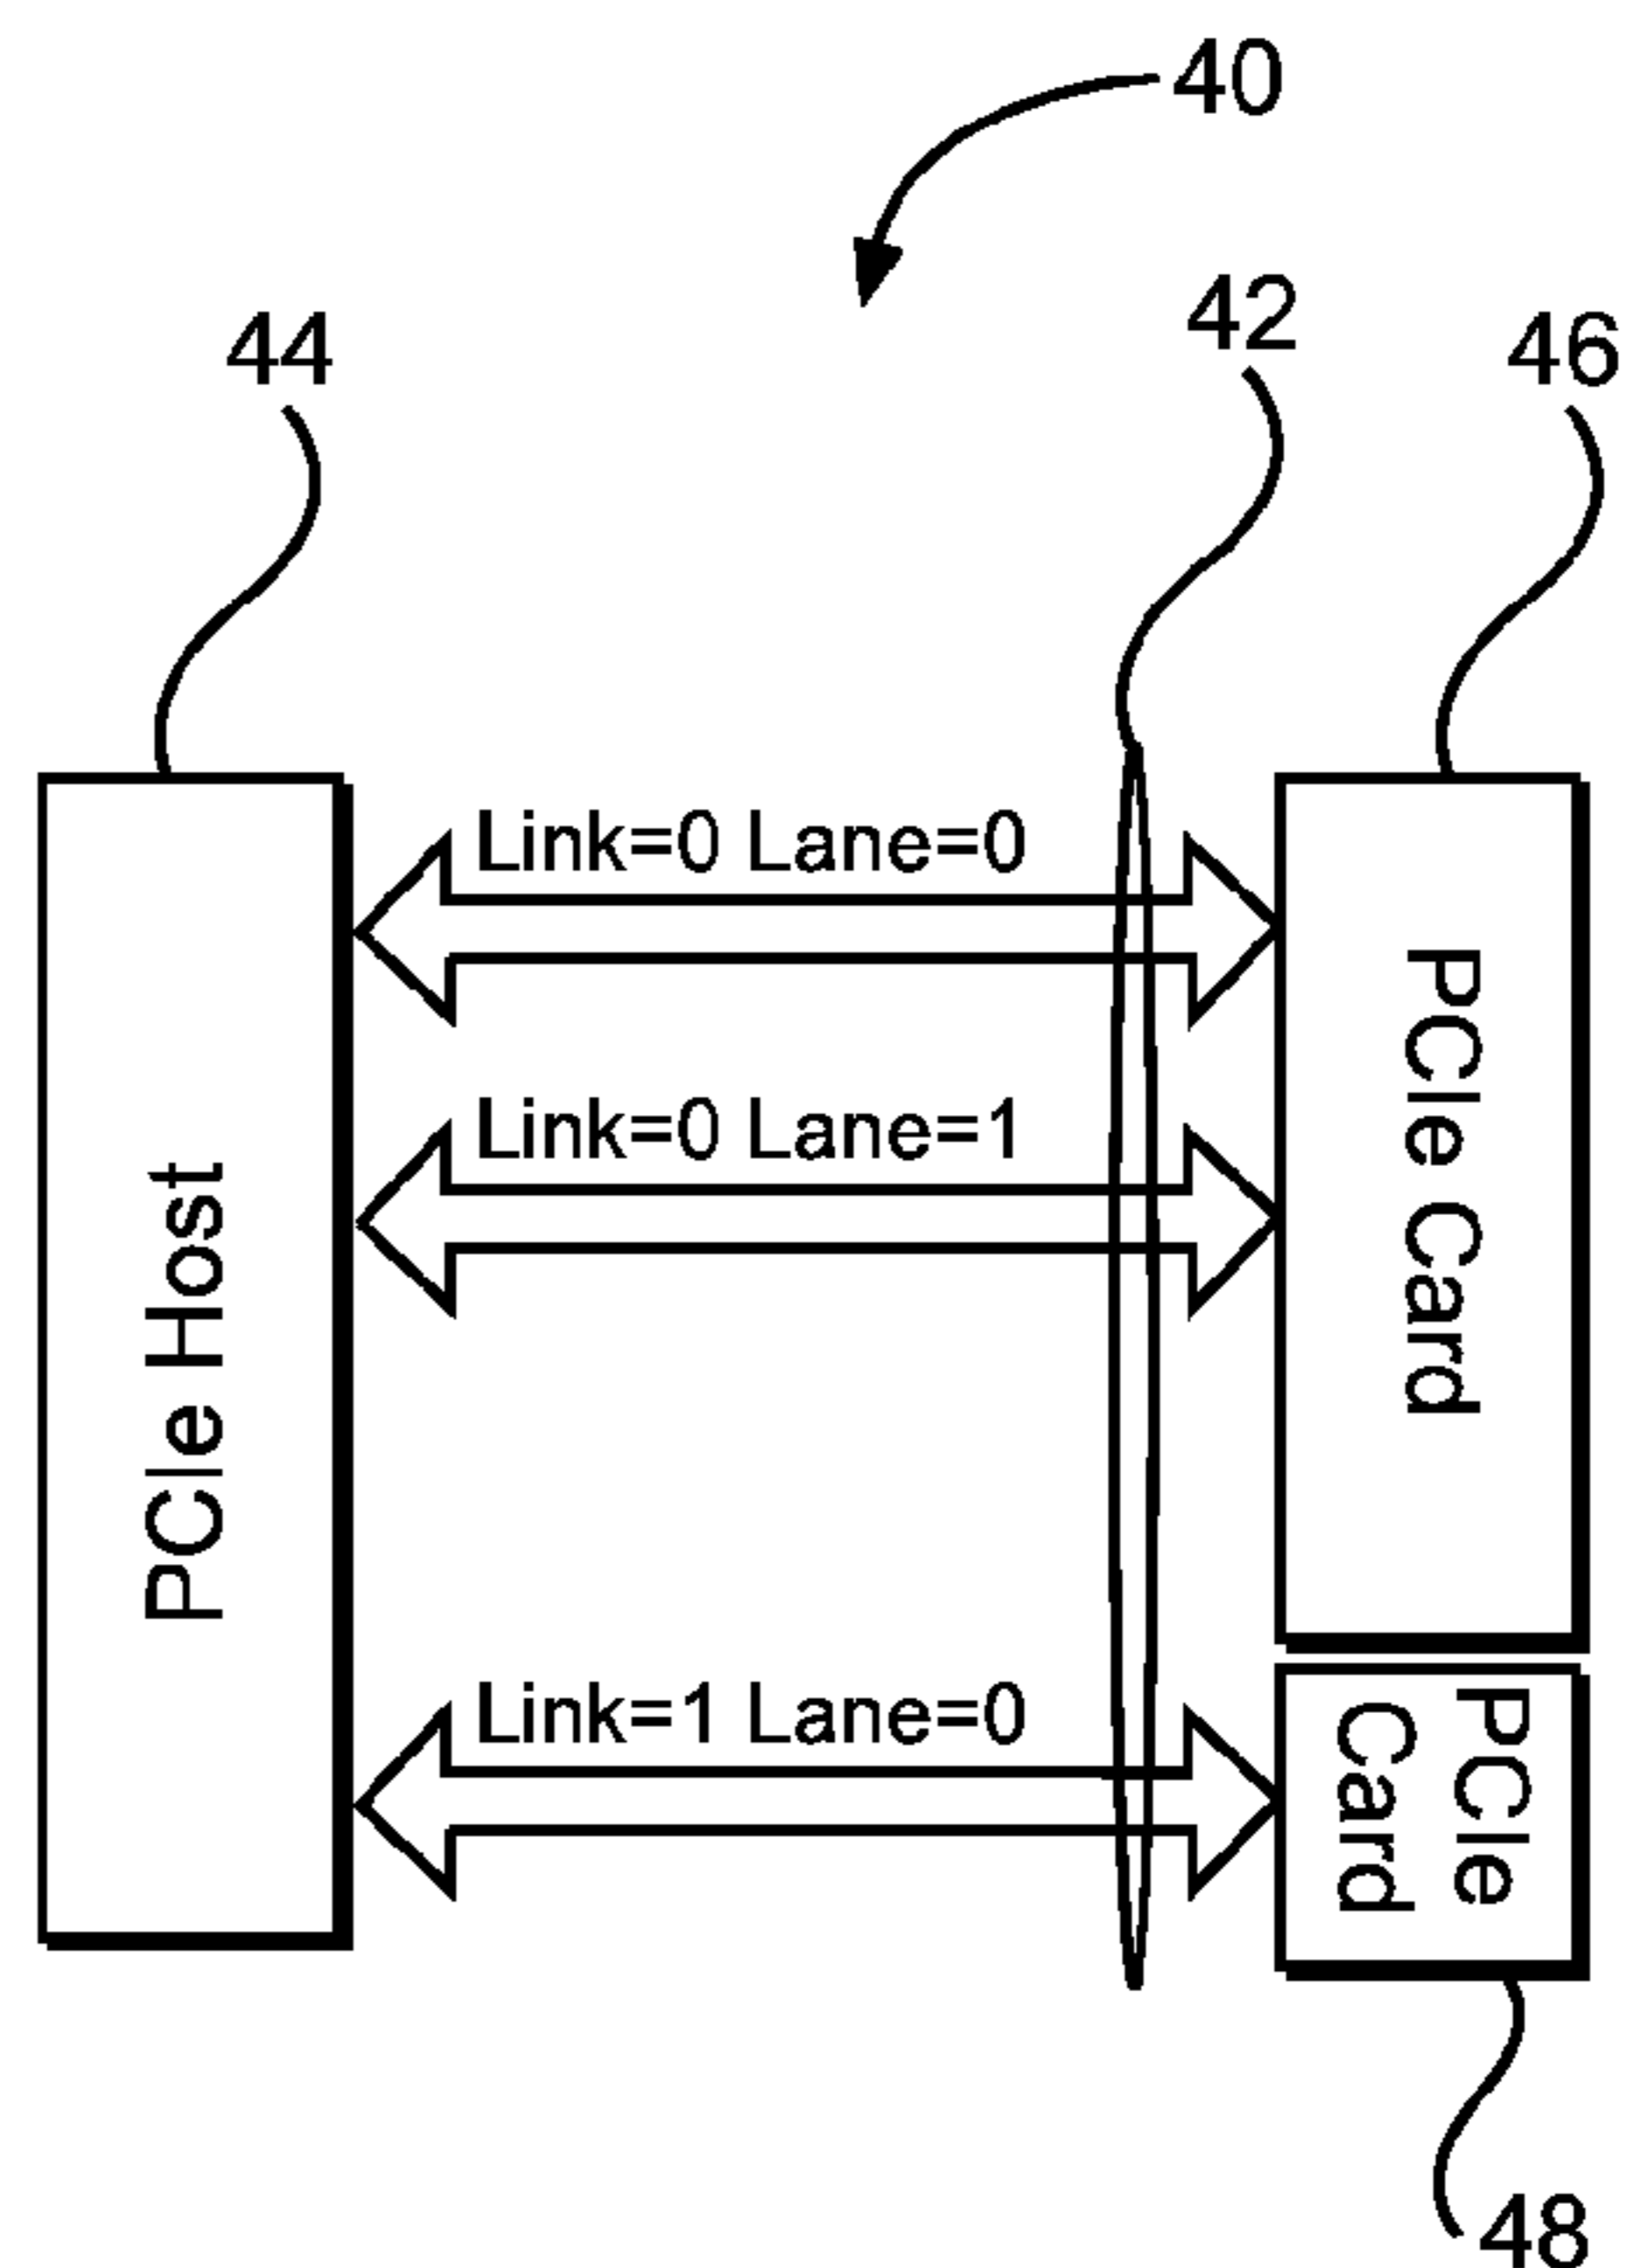 40
42
44
46
Link=0 Lane=0
Link=0 Lane=1
PCIe Host
PCIe Card
Link=1 Lane=0
PCIe
Card
48